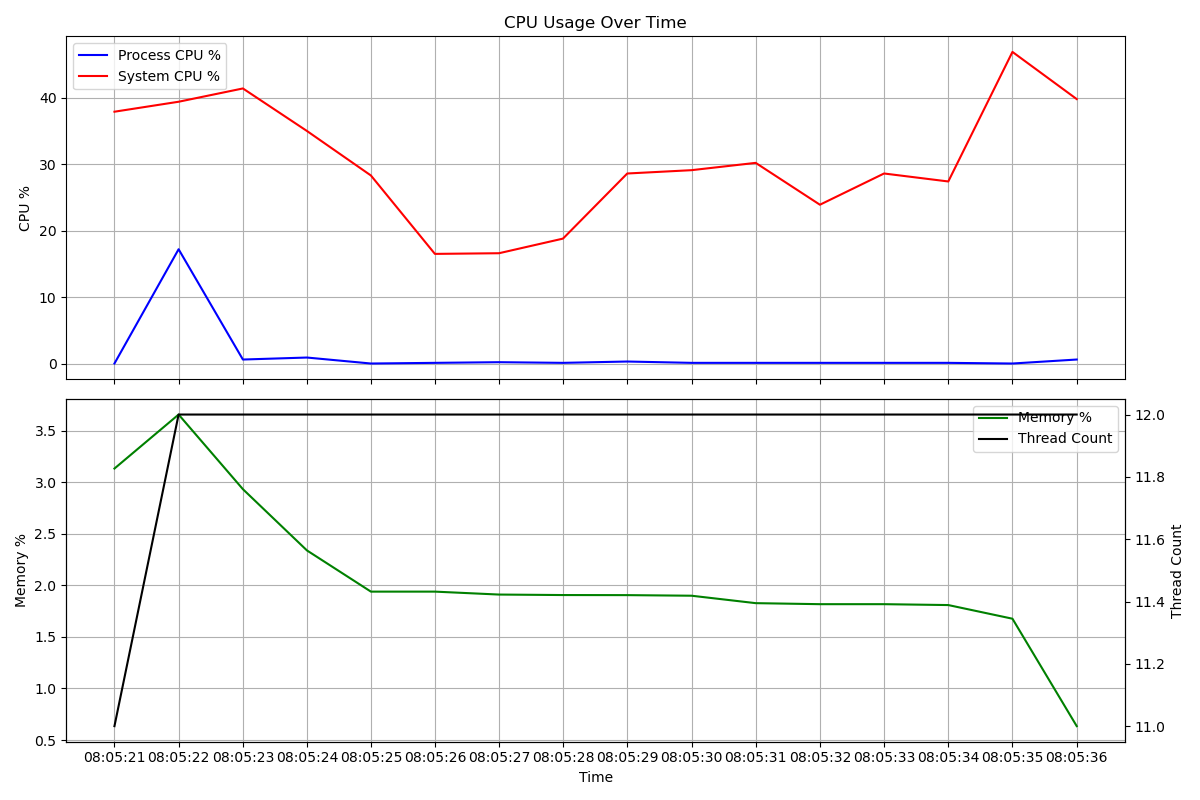 CPU Usage Over Time
Process CPU %
System CPU %
CPU %
40
30
20
10
0
Memory %
Thread Count
Memory %
3.5
3.0
2.5
2.0
1.5
1.0
0.5
12.0
11.8
11.6
11.4
11.2
11.0
Thread Count
08:05:21 08:05:22 08:05:23 08:05:24 08:05:25 08:05:26 08:05:27 08:05:28 08:05:29 08:05:30 08:05:31 08:05:32 08:05:33 08:05:34 08:05:35 08:05:36
Time